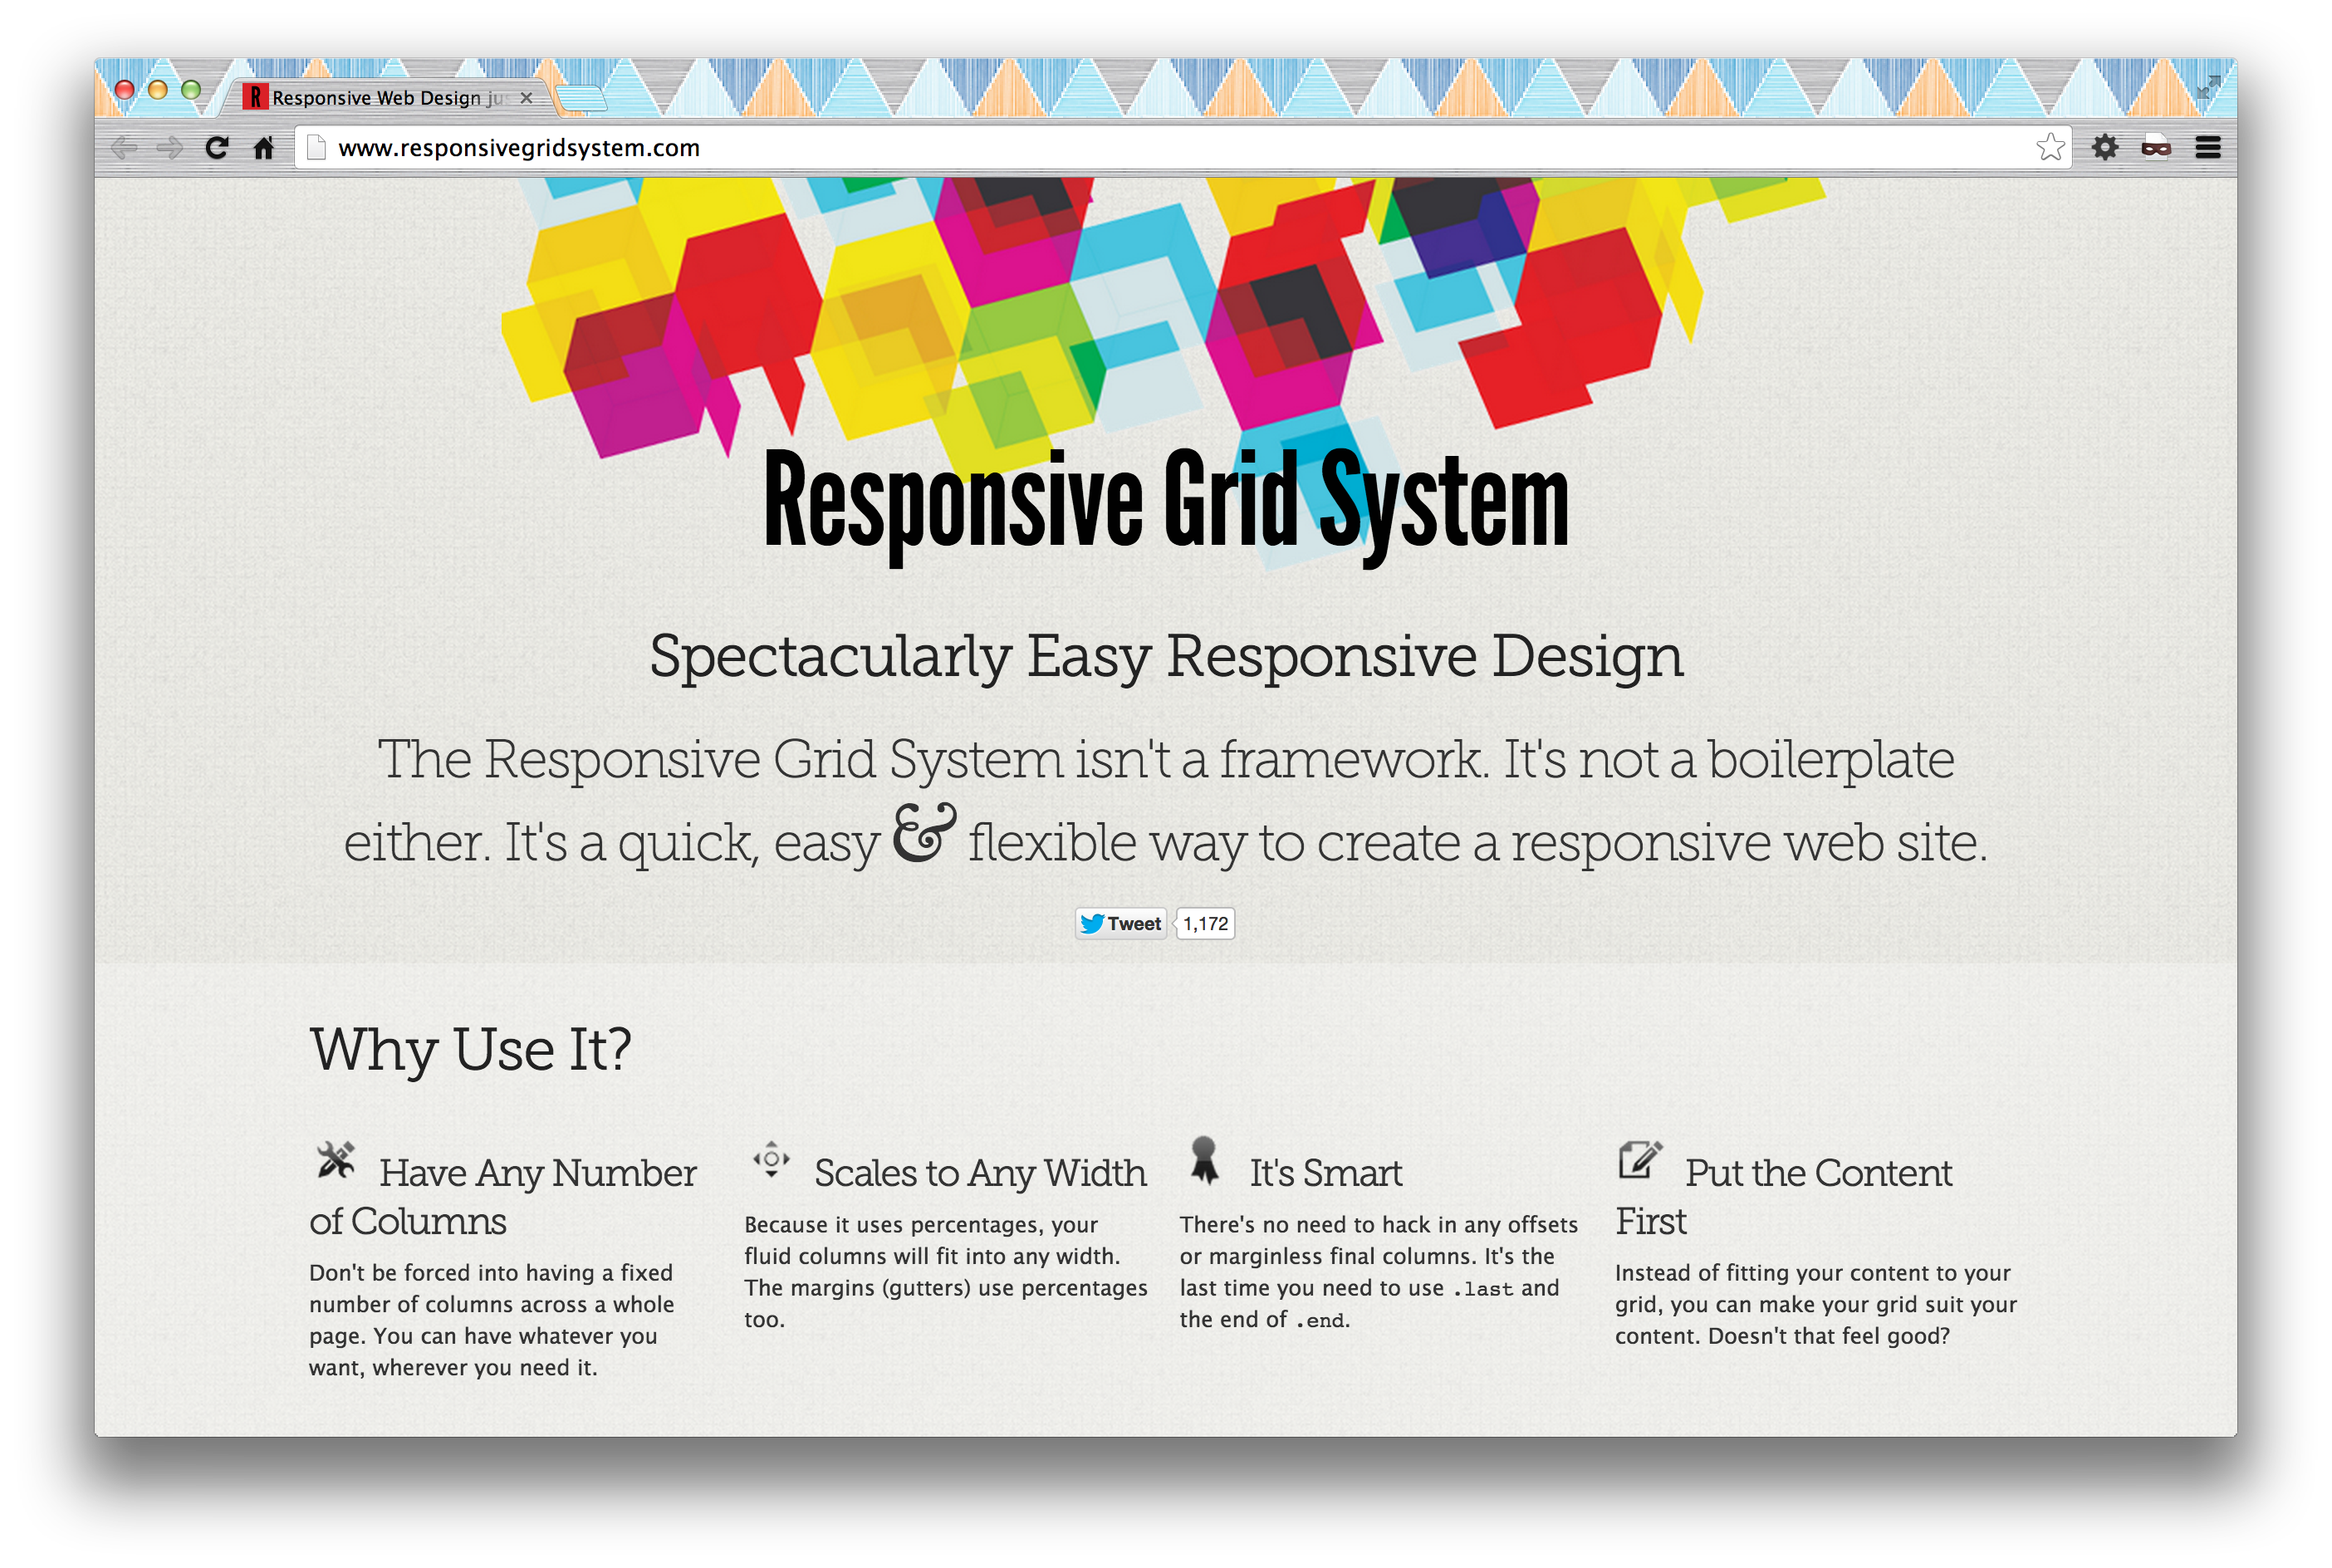 R Responsive Web Design ju
www.responsivegridsystem.com
Responsive Grid System
Spectacularly Easy Responsive Design
The Responsive Grid System isn't a framework. It's not a boilerplate
either. It's a quick, easy & flexible way to create a responsive web site.
Tweet 1,172
Why Use It?
Have Any Number
of Columns
Don't be forced into having a fixed
number of columns across a whole
page. You can have whatever you
want, wherever you need it.
Scales to Any Width
Because it uses percentages, your
fluid columns will fit into any width.
The margins (gutters) use percentages
too.
It's Smart
There's no need to hack in any offsets
or marginless final columns. It's the
last time you need to use .last and
the end of .end.
Put the Content
First
Instead of fitting your content to your
grid, you can make your grid suit your
content. Doesn't that feel good?